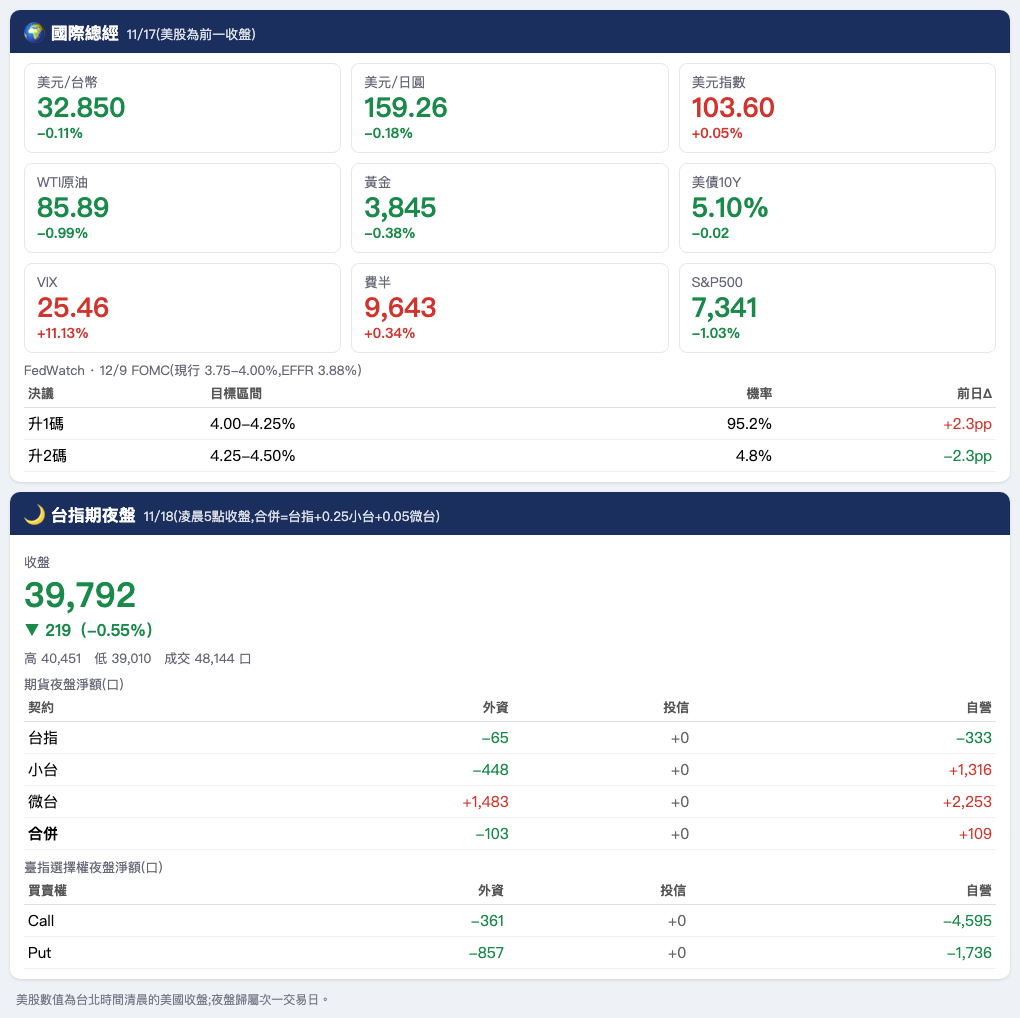 🌍 國際總經 11/17(美股為前一收盤)
美元/台幣 美元/日圓 美元指數
32.850 159.26 103.60
−0.11% −0.18% +0.05%
WTI原油 黃金 美債10Y
85.89 3,845 5.10%
−0.99% −0.38% −0.02
VIX 費半 S&P500
25.46 9,643 7,341
+11.13% +0.34% −1.03%
FedWatch · 12/9 FOMC(現行 3.75–4.00%,EFFR 3.88%)
決議 目標區間 機率 前日Δ
升1碼 4.00–4.25% 95.2% +2.3pp
升2碼 4.25–4.50% 4.8% −2.3pp
🌙 台指期夜盤 11/18(凌晨5點收盤,合併=台指+0.25小台+0.05微台)
收盤
39,792
▼ 219 (−0.55%)
高 40,451 低 39,010 成交 48,144 口
期貨夜盤淨額(口)
契約 外資 投信 自營
台指 −65 +0 −333
小台 −448 +0 +1,316
微台 +1,483 +0 +2,253
合併 −103 +0 +109
臺指選擇權夜盤淨額(口)
買賣權 外資 投信 自營
Call −361 +0 −4,595
Put −857 +0 −1,736
美股數值為台北時間清晨的美國收盤;夜盤歸屬次一交易日。